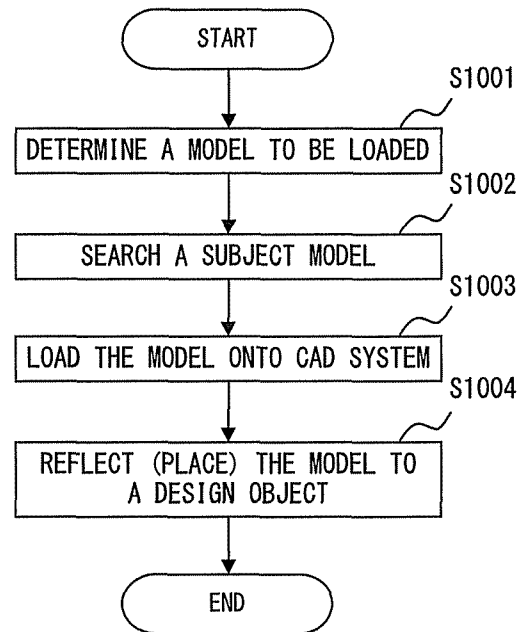 START
S1001
DETERMINE A MODEL TO BE LOADED
S1002
SEARCH A SUBJECT MODEL
S1003
LOAD THE MODEL ONTO CAD SYSTEM
S1004
REFLECT (PLACE) THE MODEL TO
A DESIGN OBJECT
END